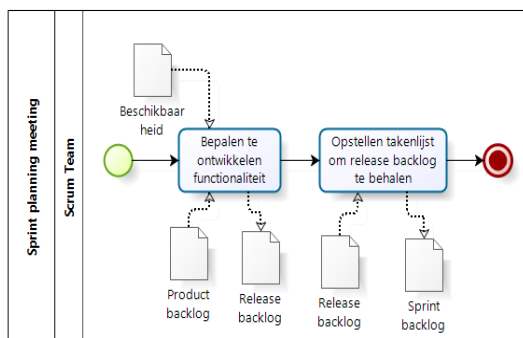 Sprint planning meeting
Scrum Team
Beschikbaar
heid
Bepalen te
ontwikkelen
functionaliteit
Opstellen takenlijst
om release backlog
te behalen
Product
backlog
Release
backlog
Release
backlog
Sprint
backlog